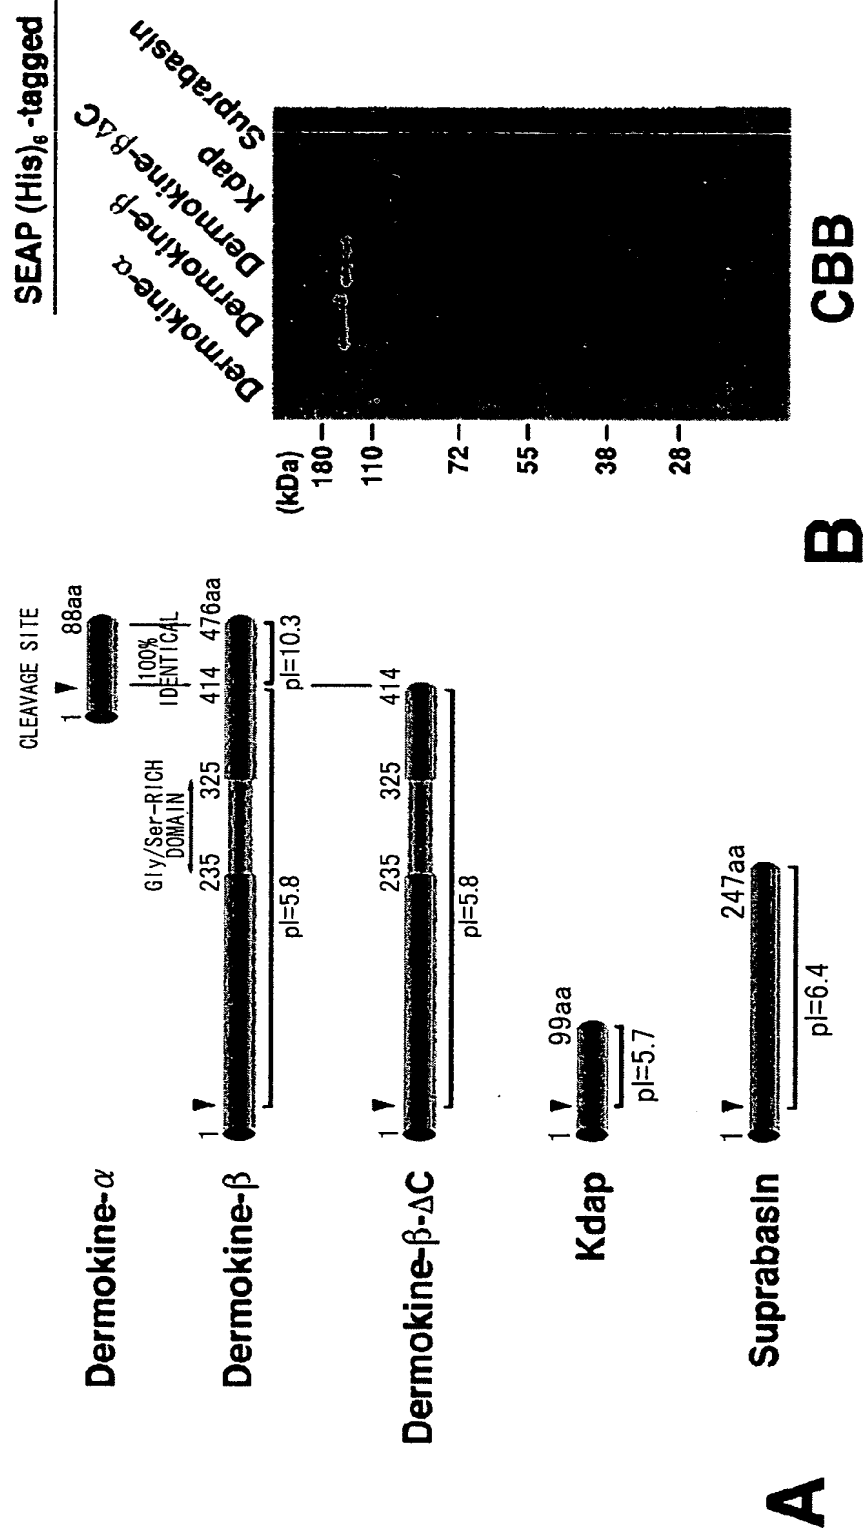 A
Dermokine-α
CLEAVAGE SITE
1
88aa
100%
IDENTICAL
Dermokine-β
Gly/Ser-RICH
DOMAIN
1
235
325
414
476aa
pI=5.8
pI=10.3
Dermokine-β-ΔC
1
235
325
414
pI=5.8
Kdap
1
99aa
pI=5.7
Suprabasin
1
247aa
pI=6.4
B
SEAP (His)₆-tagged
Dermokine-α
Dermokine-β
Dermokine-βΔC
Kdap
Suprabasin
(kDa)
180
110
72
55
38
28
CBB